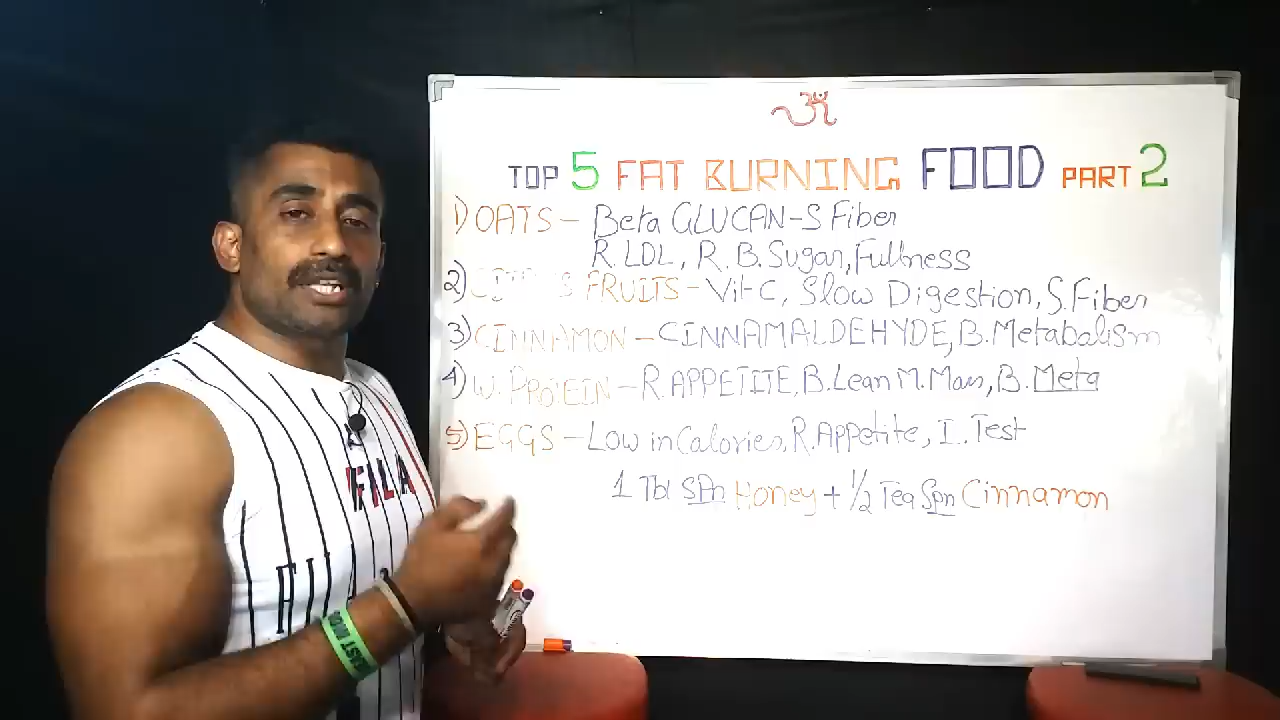 ॐ
TOP 5 FAT BURNING FOOD PART 2
1) OATS - Beta GLUCAN-S Fiber
R. LDL, R. B. Sugar, Fullness
2) FRUITS - Vit-C, Slow Digestion, S. Fiber
3) CINNAMON - CINNAMALDEHYDE, B. Metabalism
4) W. PROTEIN - R. APPETITE, B. Lean M. Mass, B. Meta
5) EGGS - Low in Calories, R. Appetite, I. Test
1 Tbl SPn Honey + 1/2 Tea Spn Cinnamon
FILA